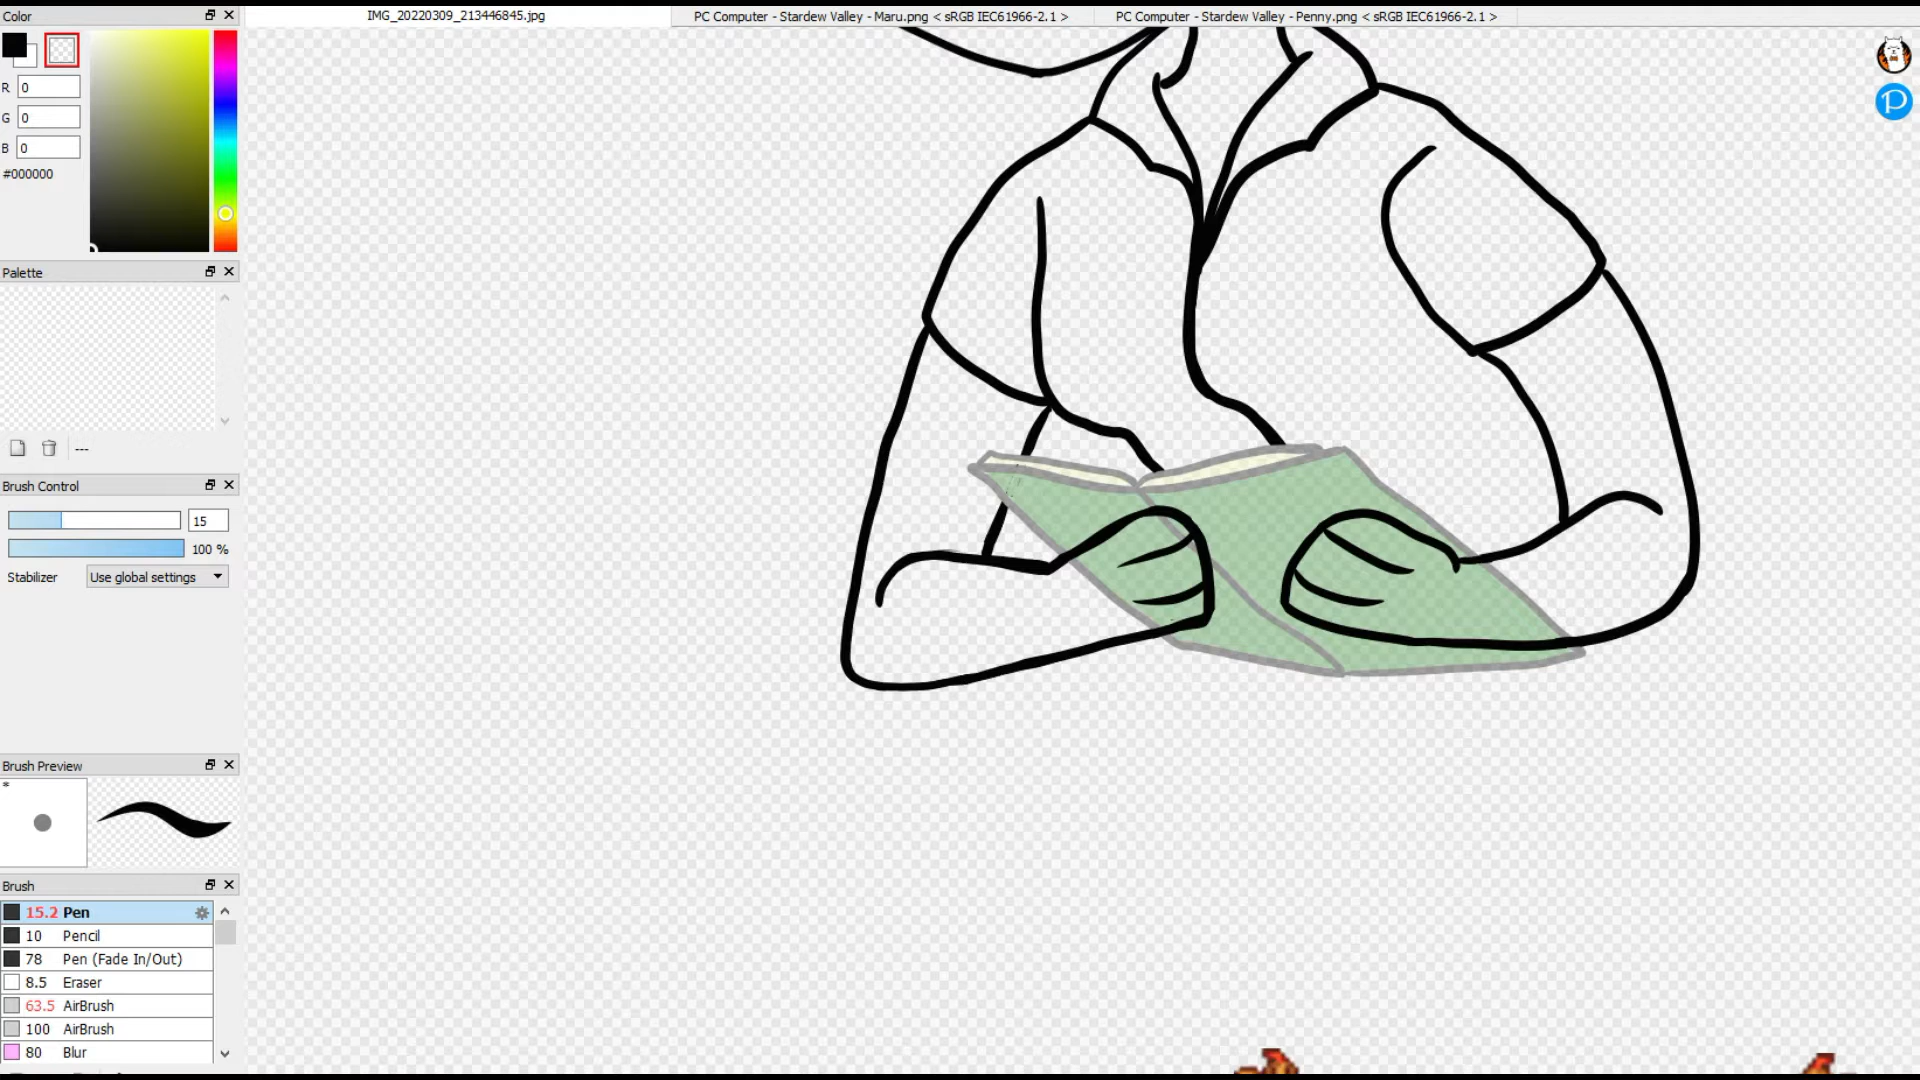 Color
IMG_20220309_213446845.jpg
PC Computer - Stardew Valley - Maru.png < sRGB IEC61966-2.1 >
PC Computer - Stardew Valley - Penny.png < sRGB IEC61966-2.1 >
R 0
G 0
B 0
#000000
Palette
---
Brush Control
15
100 %
Stabilizer Use global settings
Brush Preview
*
Brush
15.2 Pen
10 Pencil
78 Pen (Fade In/Out)
8.5 Eraser
63.5 AirBrush
100 AirBrush
80 Blur
P